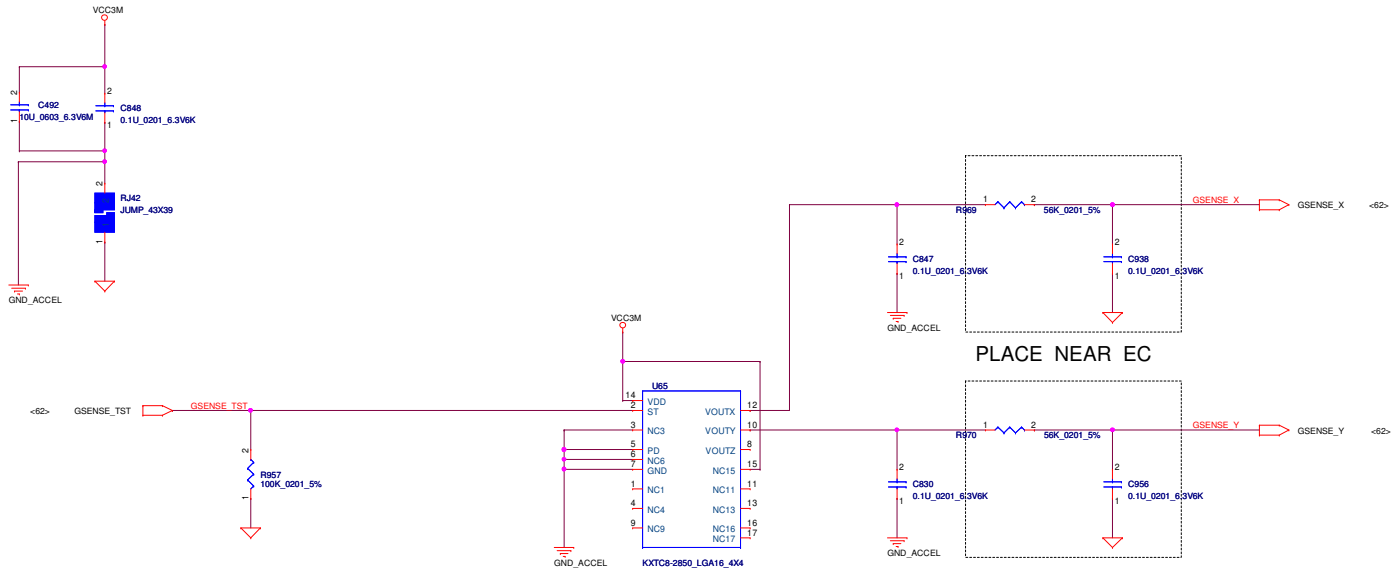 VCC3M
2
2
C492
10U_0603_6.3V6M
1
C848
0.1U_0201_6.3V6K
1
2
RJ42
JUMP_43X39
1
GND_ACCEL
R969
1
2
56K_0201_5%
GSENSE_X
GSENSE_X
<62>
2
C847
0.1U_0201_6.3V6K
1
2
C938
0.1U_0201_6.3V6K
1
GND_ACCEL
PLACE NEAR EC
VCC3M
U65
<62>
GSENSE_TST
GSENSE_TST
2
R957
100K_0201_5%
1
14
VDD
2
ST
3
NC3
5
PD
6
NC6
7
GND
1
NC1
4
NC4
9
NC9
VOUTX
12
VOUTY
10
VOUTZ
8
NC15
15
NC11
11
NC13
13
NC16
16
NC17
17
GND_ACCEL
KXTC8-2850_LGA16_4X4
R970
1
2
56K_0201_5%
GSENSE_Y
GSENSE_Y
<62>
2
C830
0.1U_0201_6.3V6K
1
2
C956
0.1U_0201_6.3V6K
1
GND_ACCEL